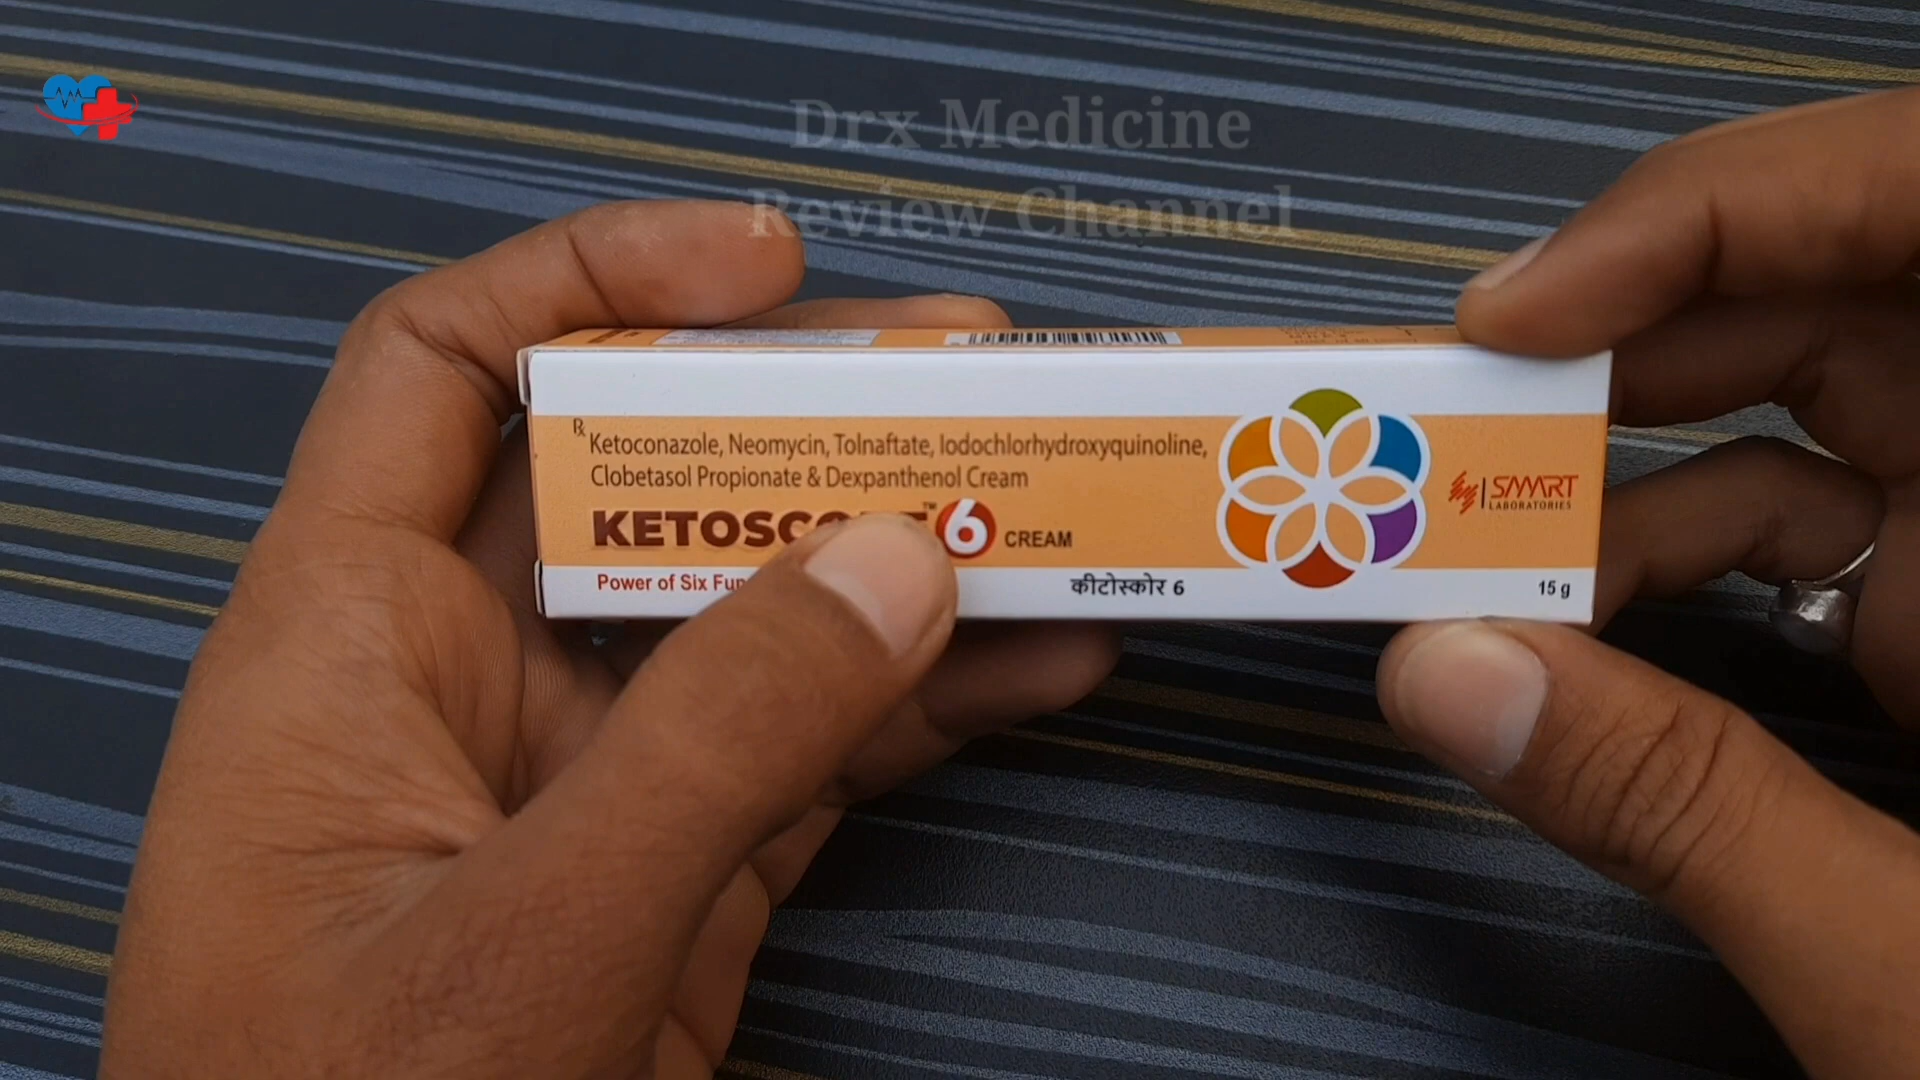 Drx Medicine
Review Channel
Rx Ketoconazole, Neomycin, Tolnaftate, Iodochlorhydroxyquinoline,
Clobetasol Propionate & Dexpanthenol Cream
6 CREAM
Power of Six
कीटोस्कोर 6
15 g
SMART
LABORATORIES